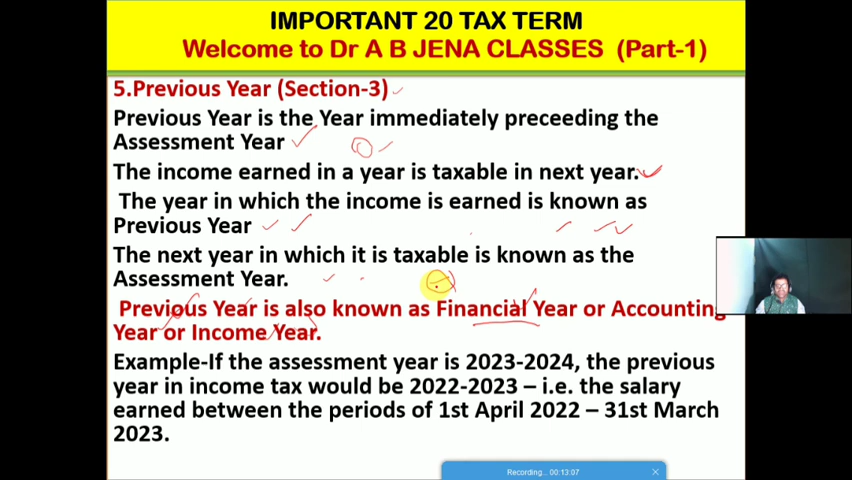 IMPORTANT 20 TAX TERM
Welcome to Dr A B JENA CLASSES (Part-1)
5.Previous Year (Section-3)
Previous Year is the Year immediately preceeding the
Assessment Year
The income earned in a year is taxable in next year.
The year in which the income is earned is known as
Previous Year
The next year in which it is taxable is known as the
Assessment Year.
Previous Year is also known as Financial Year or Accounting
Year or Income Year.
Example-If the assessment year is 2023-2024, the previous
year in income tax would be 2022-2023 – i.e. the salary
earned between the periods of 1st April 2022 – 31st March
2023.
Recording... 00:13:07